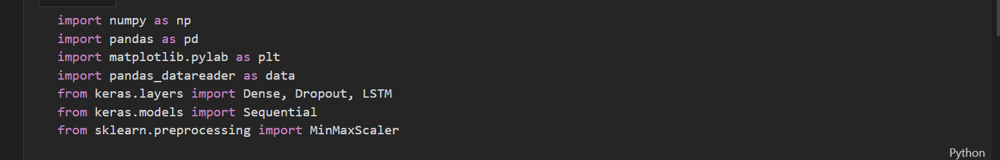 import numpy as np
import pandas as pd
import matplotlib.pylab as plt
import pandas_datareader as data
from keras.layers import Dense, Dropout, LSTM
from keras.models import Sequential
from sklearn.preprocessing import MinMaxScaler
Python